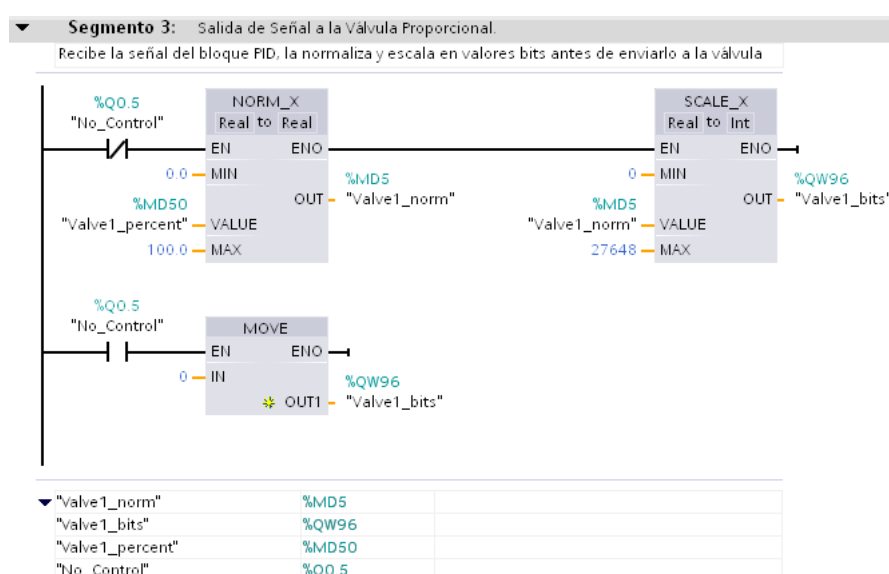 Segmento 3: Salida de Señal a la Válvula Proporcional.
Recibe la señal del bloque PID, la normaliza y escala en valores bits antes de enviarlo a la válvula
%Q0.5
"No_Control"
NORM_X
Real to Real
EN ENO
0.0 MIN
%MD5
OUT "Valve1_norm"
%MD50
"Valve1_percent" VALUE
100.0 MAX
SCALE_X
Real to Int
EN ENO
0 MIN
%QW96
OUT "Valve1_bits"
%MD5
"Valve1_norm" VALUE
27648 MAX
%Q0.5
"No_Control"
MOVE
EN ENO
0 IN
%QW96
OUT1 "Valve1_bits"
"Valve1_norm" %MD5
"Valve1_bits" %QW96
"Valve1_percent" %MD50
"No_Control" %Q0.5